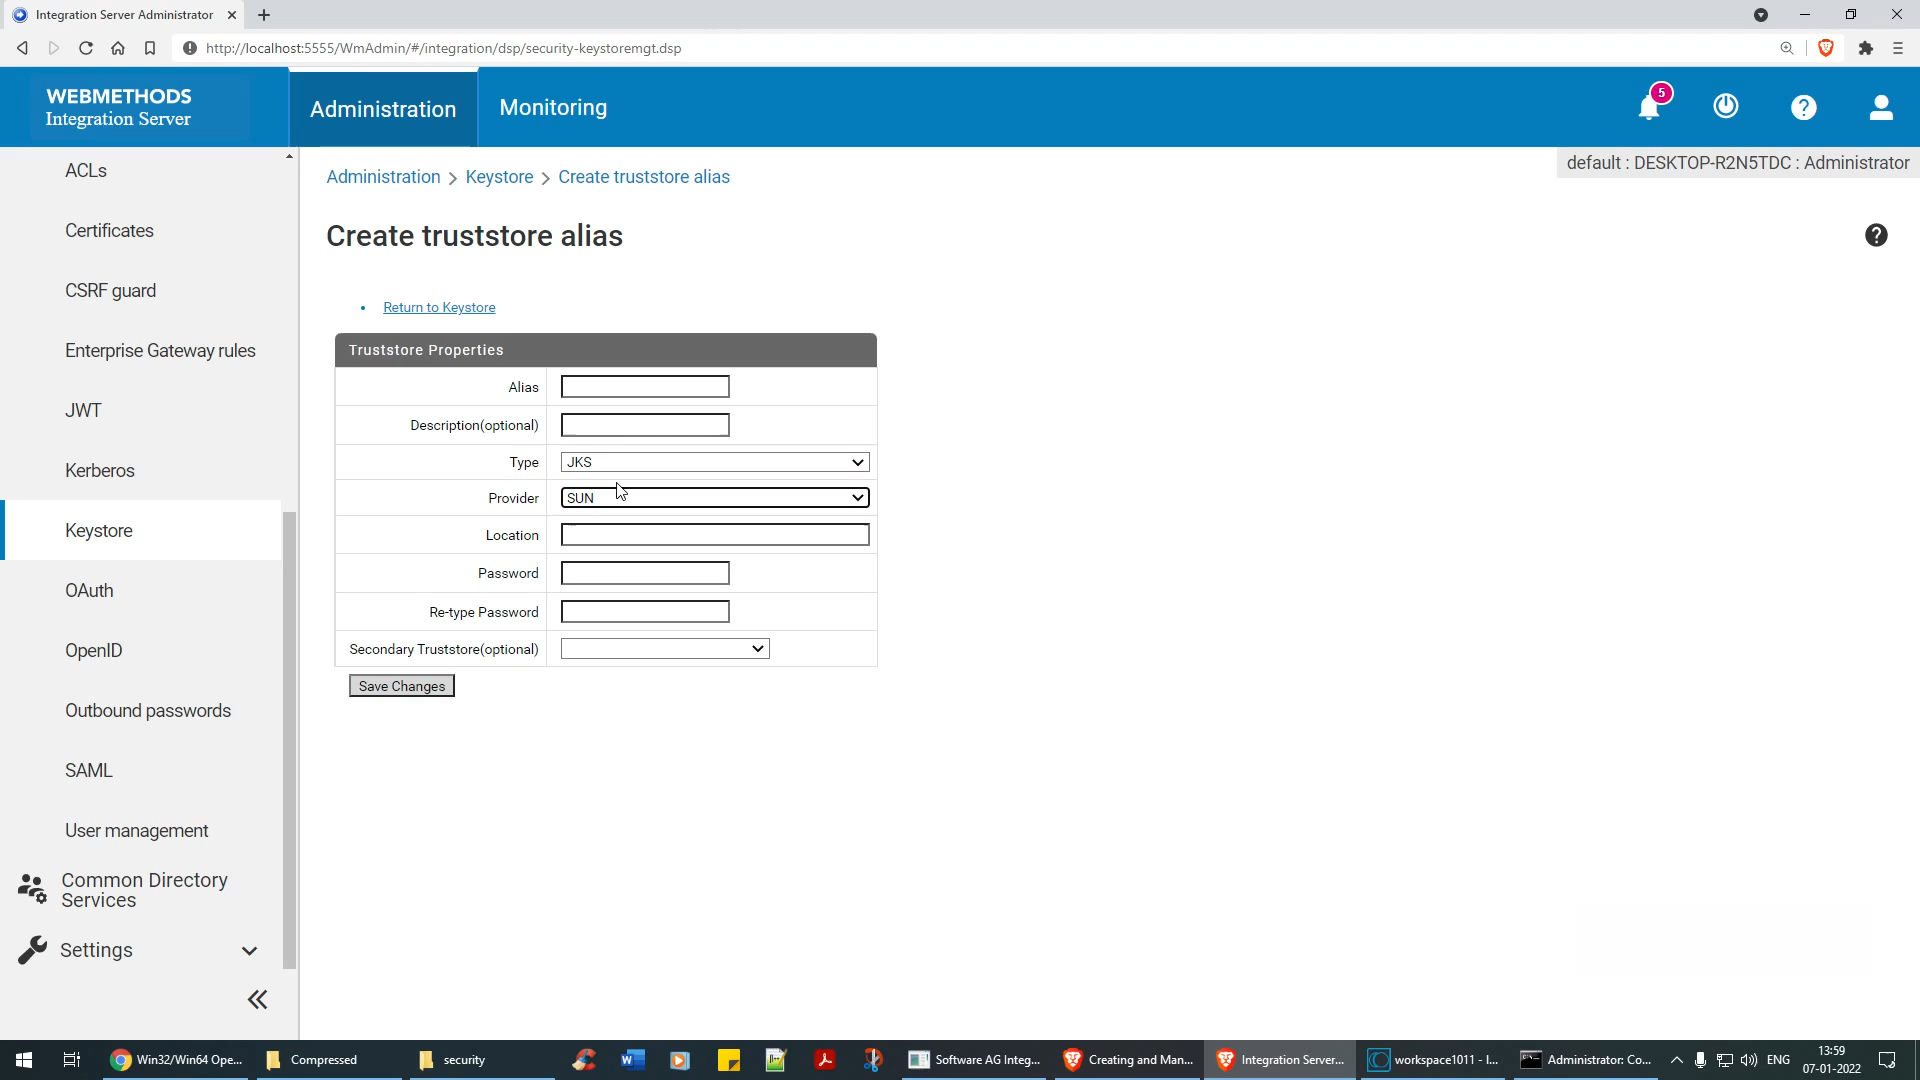 Integration Server Administrator
http://localhost:5555/WmAdmin/#/integration/dsp/security-keystoremgt.dsp
WEBMETHODS
Integration Server
Administration
Monitoring
5
default : DESKTOP-R2N5TDC : Administrator
ACLs
Certificates
CSRF guard
Enterprise Gateway rules
JWT
Kerberos
Keystore
OAuth
OpenID
Outbound passwords
SAML
User management
Common Directory
Services
Settings
Administration > Keystore > Create truststore alias
Create truststore alias
Return to Keystore
Truststore Properties
Alias
Description(optional)
Type JKS
Provider SUN
Location
Password
Re-type Password
Secondary Truststore(optional)
Save Changes
Win32/Win64 Ope...
Compressed
security
Software AG Integ...
Creating and Man...
Integration Server...
workspace1011 - I...
Administrator: Co...
ENG
13:59
07-01-2022